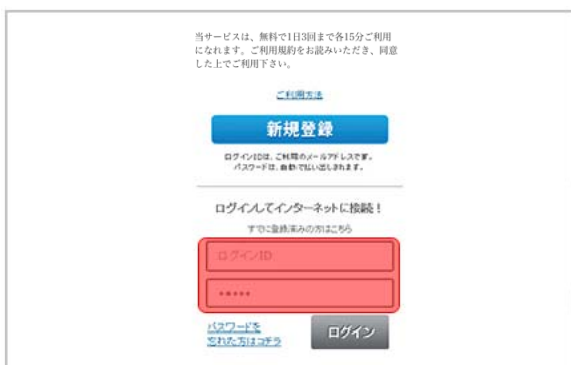 当サービスは、無料で1日3回まで各15分ご利用
になれます。ご利用規約をお読みいただき、同意
した上でご利用下さい。
ご利用方法
新規登録
ログインIDは、ご利用のメールアドレスです。
パスワードは、自動で払い出しされます。
ログインしてインターネットに接続！
すでに登録済みの方はこちら
ログインID
•••••
パスワードを
忘れた方はコチラ
ログイン